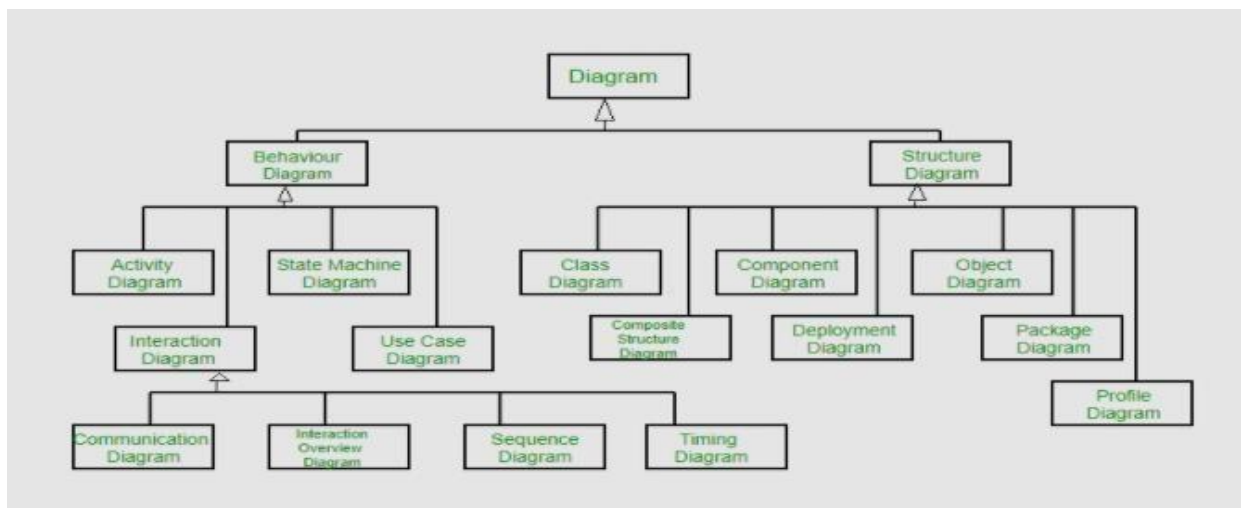 Diagram
Behaviour
Diagram
Structure
Diagram
Activity
Diagram
State Machine
Diagram
Class
Diagram
Component
Diagram
Object
Diagram
Interaction
Diagram
Use Case
Diagram
Composite
Structure
Diagram
Deployment
Diagram
Package
Diagram
Profile
Diagram
Communication
Diagram
Interaction
Overview
Diagram
Sequence
Diagram
Timing
Diagram